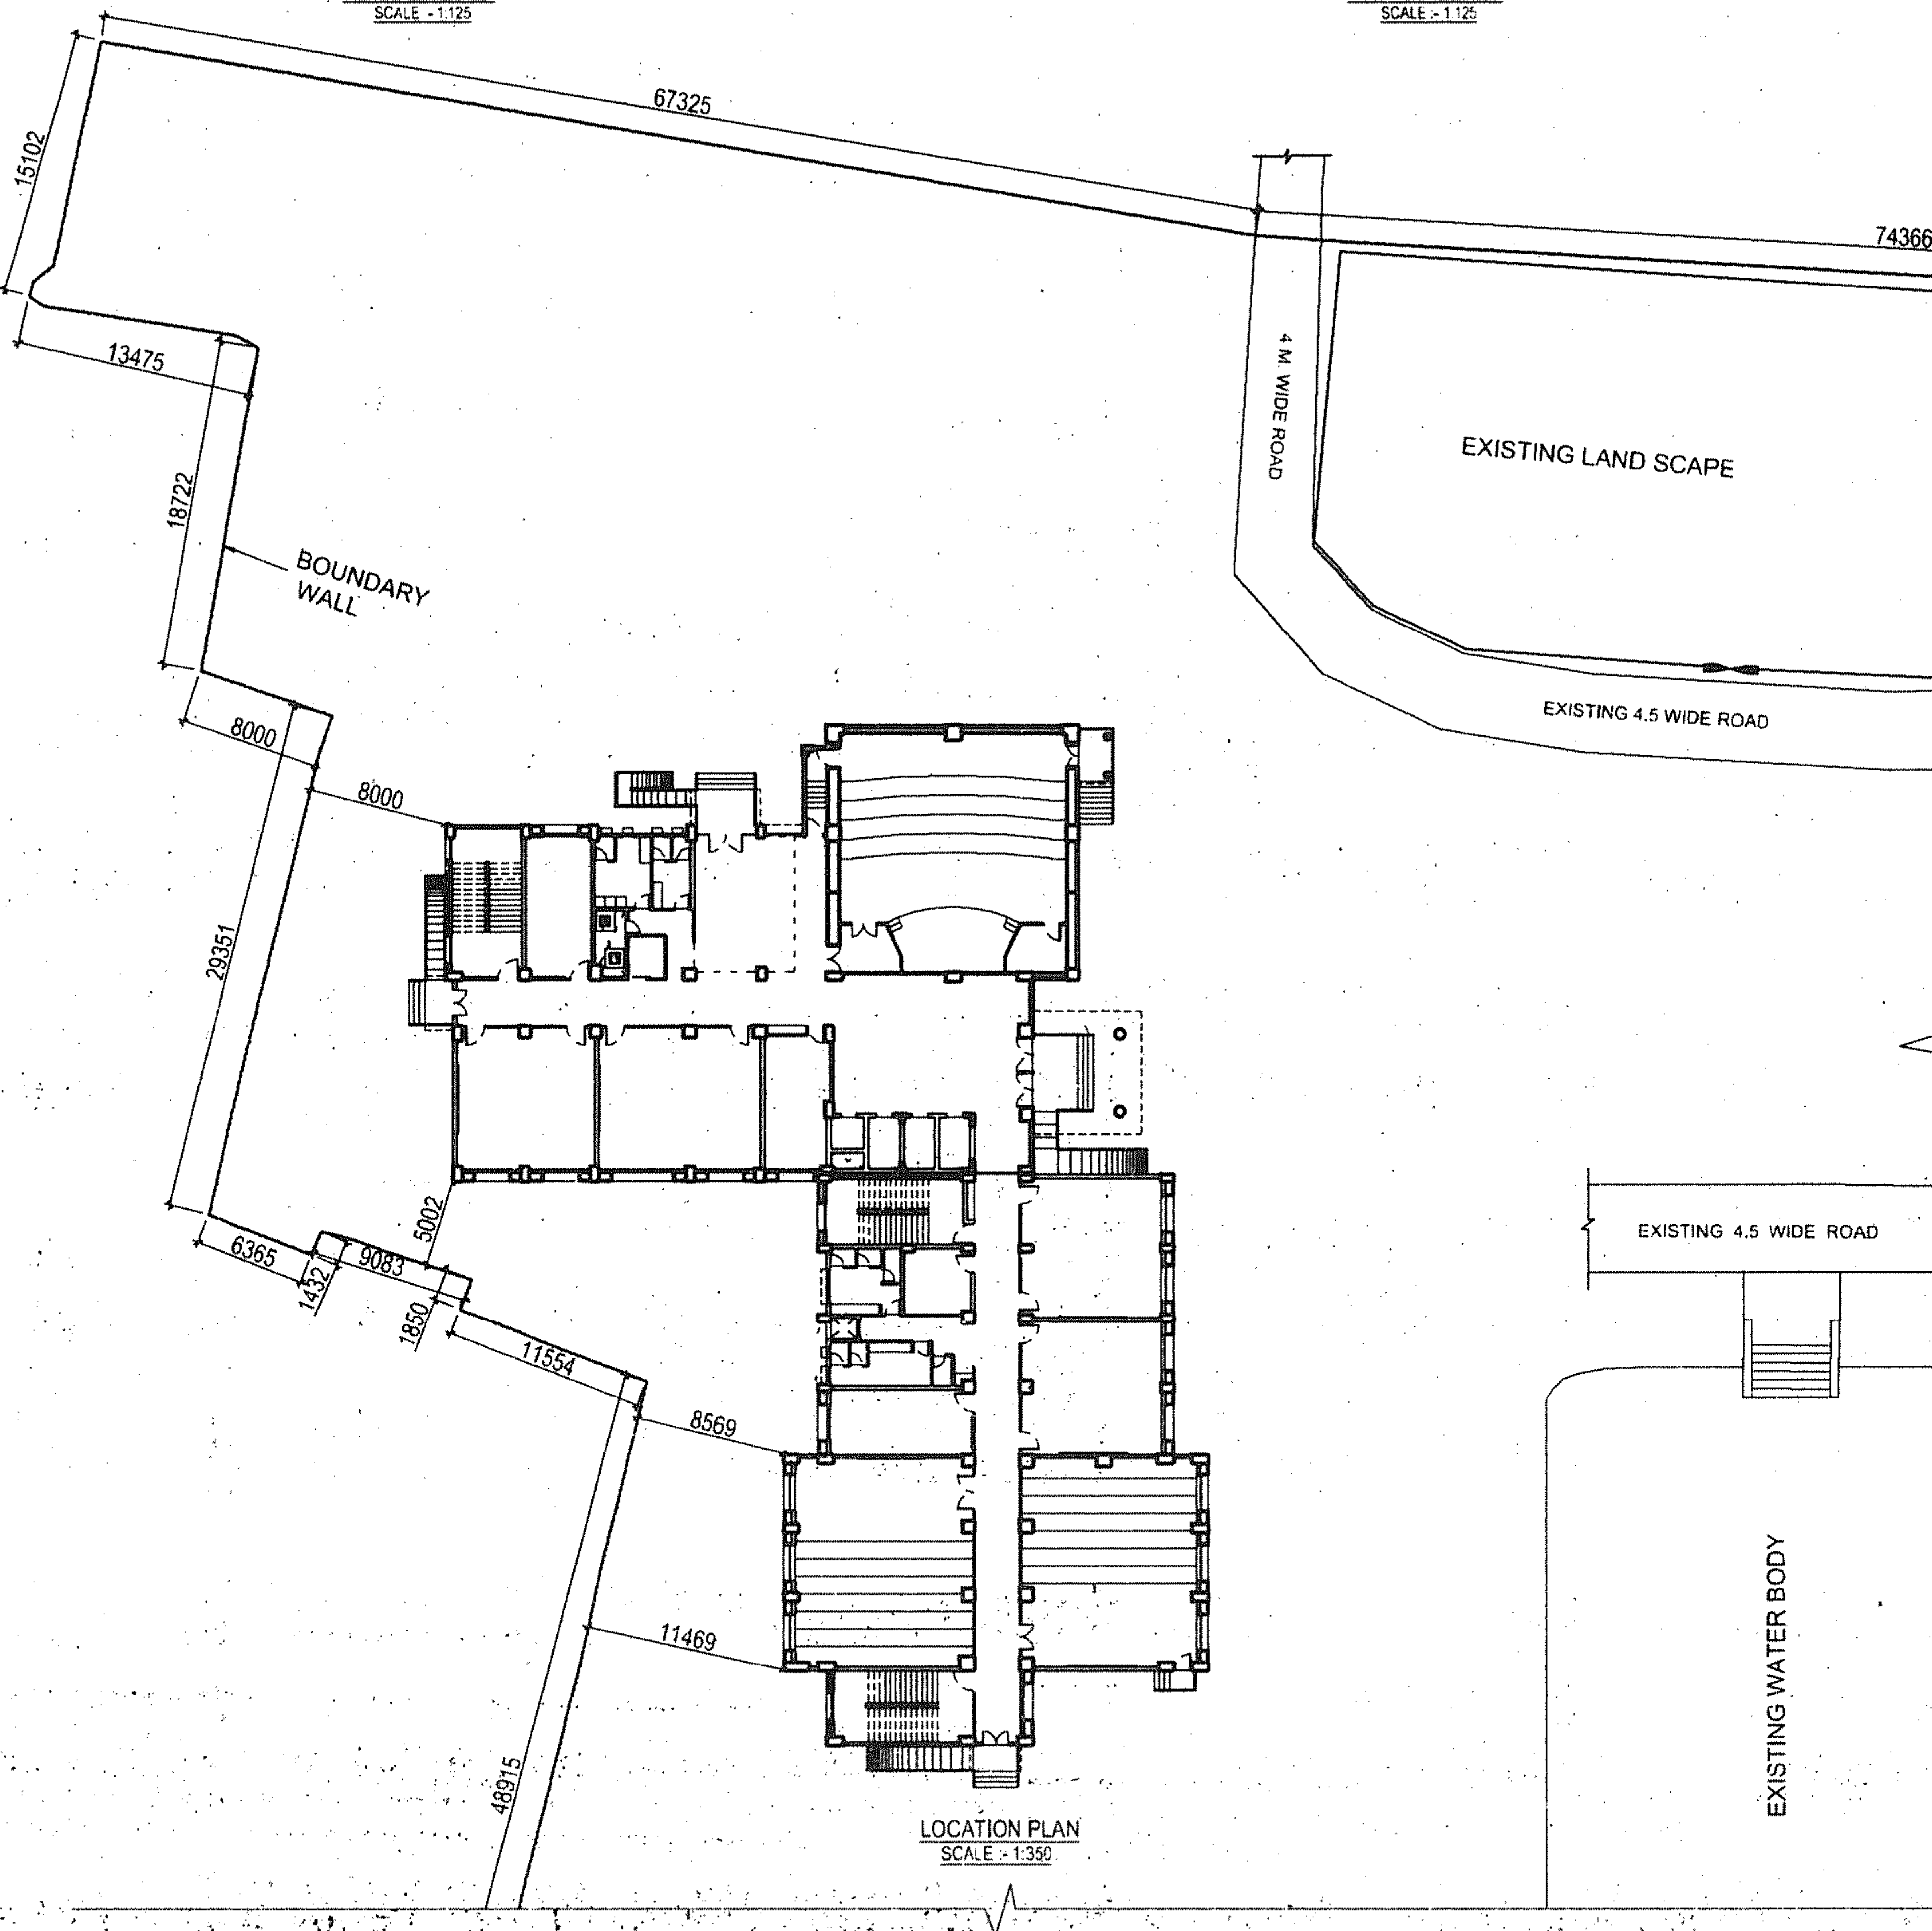 SCALE - 1:125
SCALE :- 1:125
67325
15102
74366
13475
4 M. WIDE ROAD
EXISTING LAND SCAPE
18722
BOUNDARY
WALL
8000
EXISTING 4.5 WIDE ROAD
8000
29351
5002
6365
1432
9083
1850
EXISTING 4.5 WIDE ROAD
11554
8569
11469
EXISTING WATER BODY
48915
LOCATION PLAN
SCALE :- 1:350